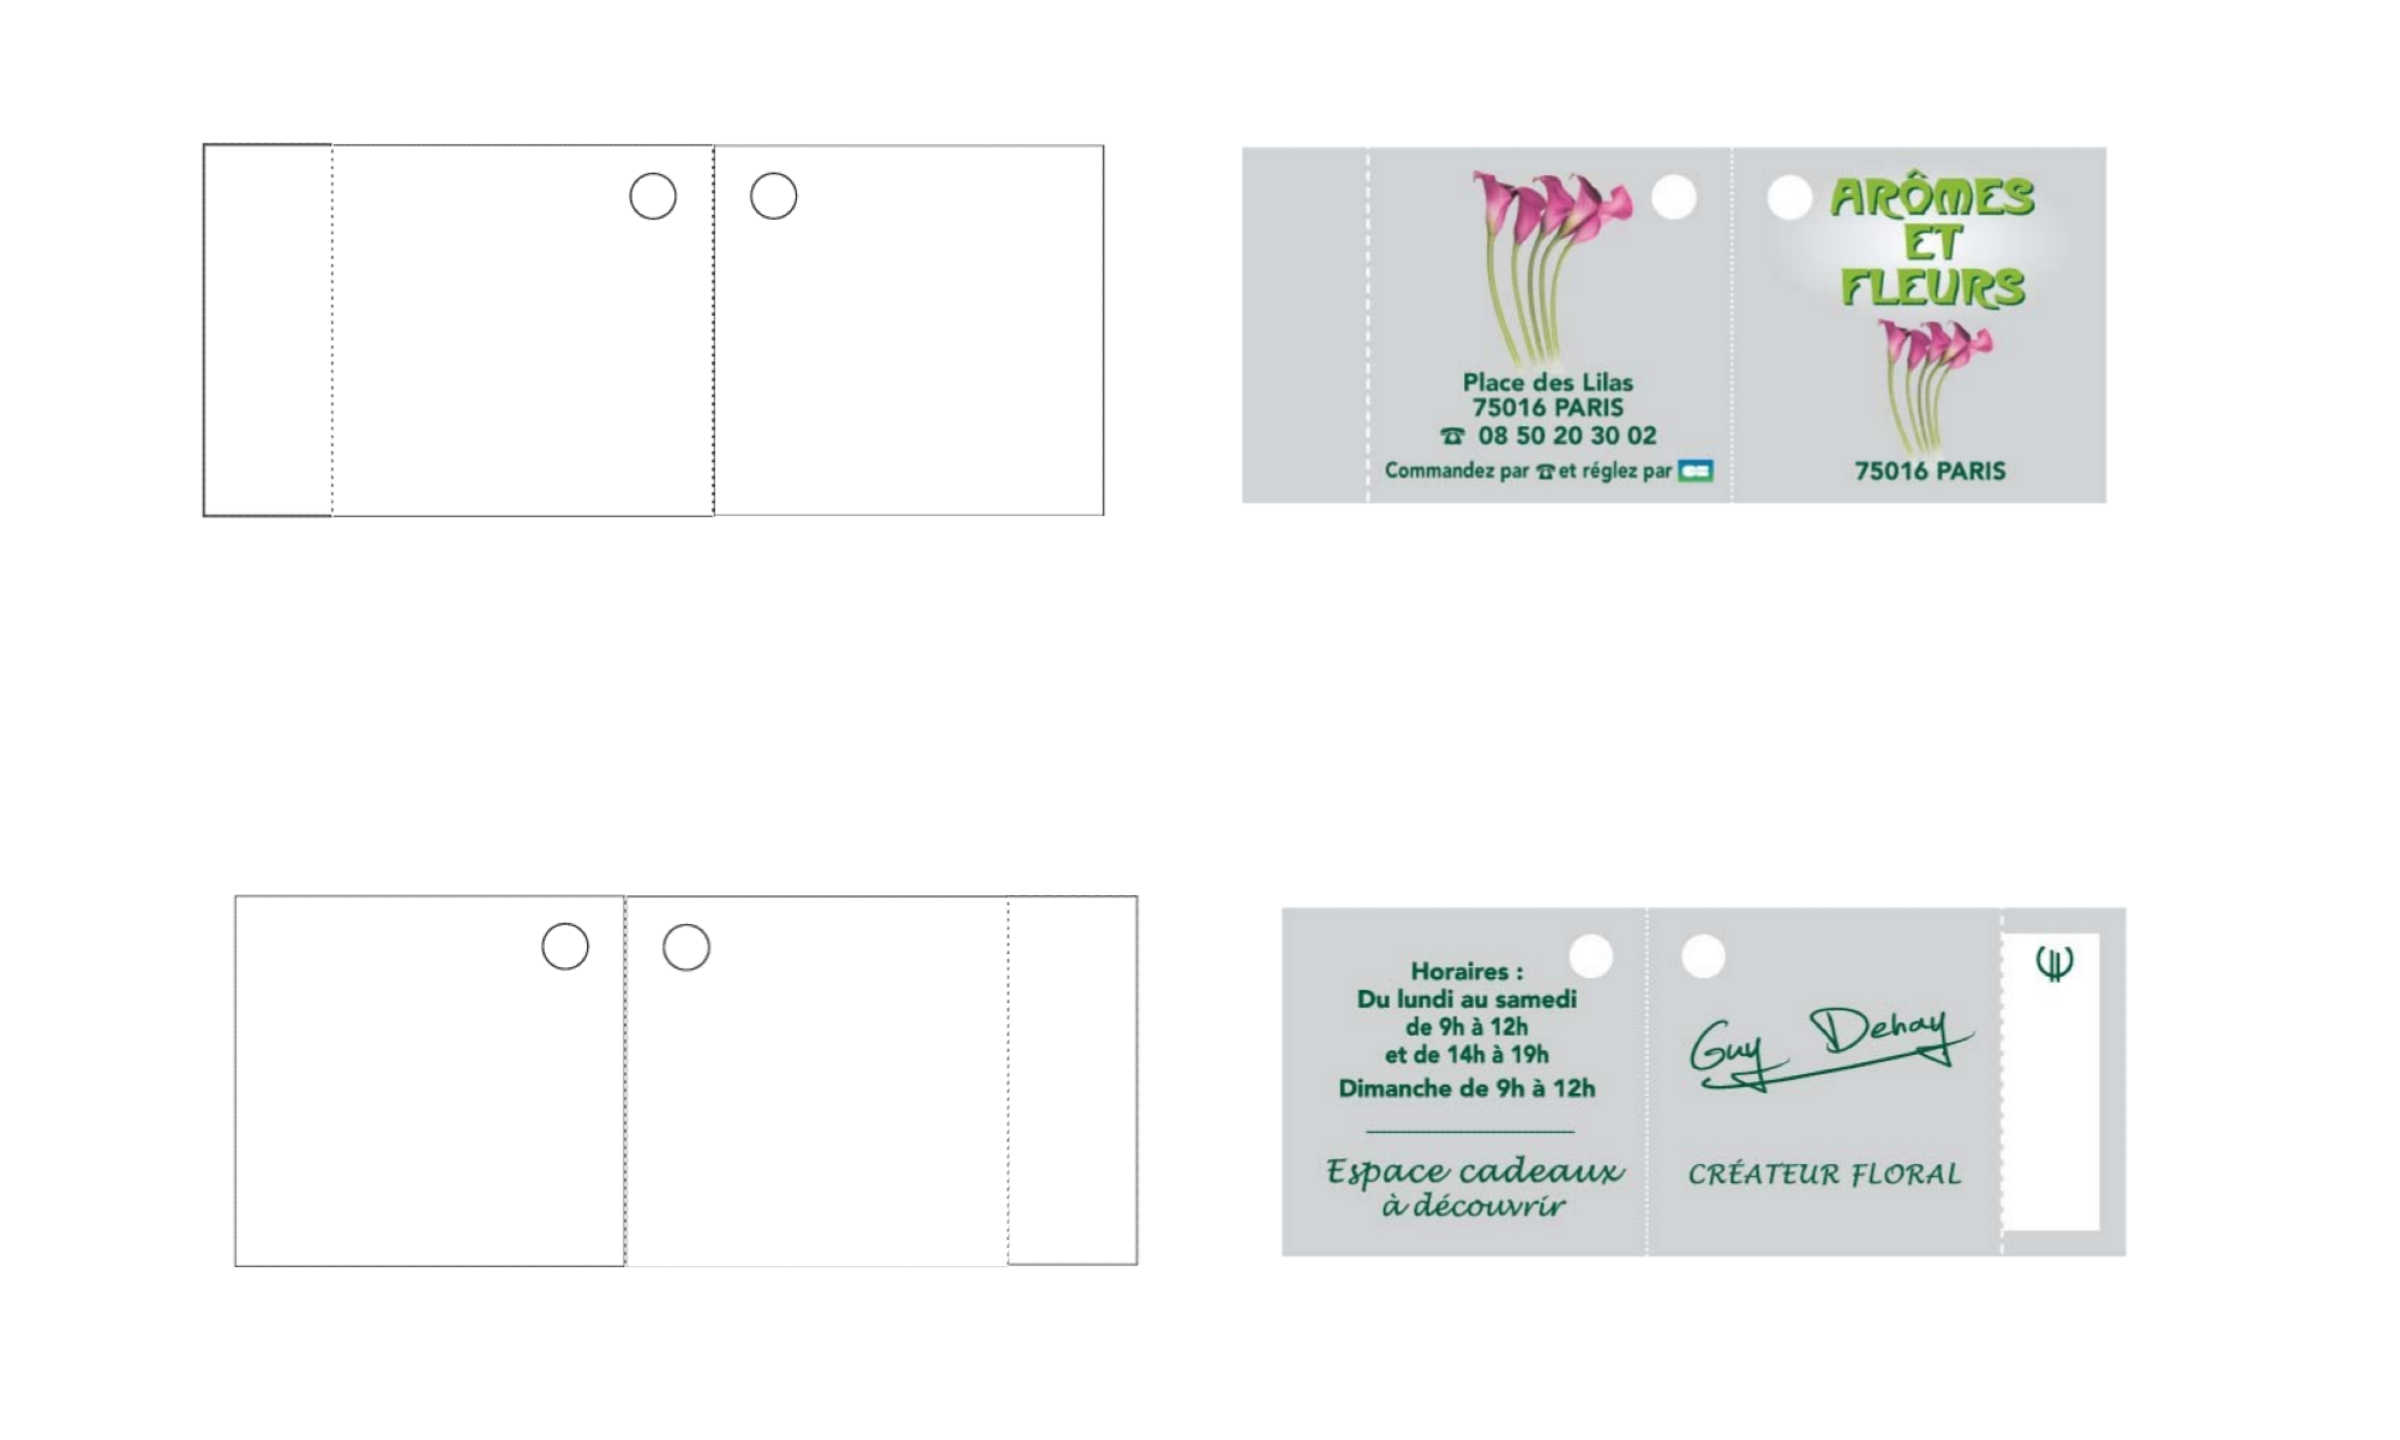 Place des Lilas
75016 PARIS
☎ 08 50 20 30 02
Commandez par ☎ et réglez par CB
ARÔMES
ET
FLEURS
75016 PARIS
Horaires :
Du lundi au samedi
de 9h à 12h
et de 14h à 19h
Dimanche de 9h à 12h
Espace cadeaux
à découvrir
Guy Dehay
CRÉATEUR FLORAL
€